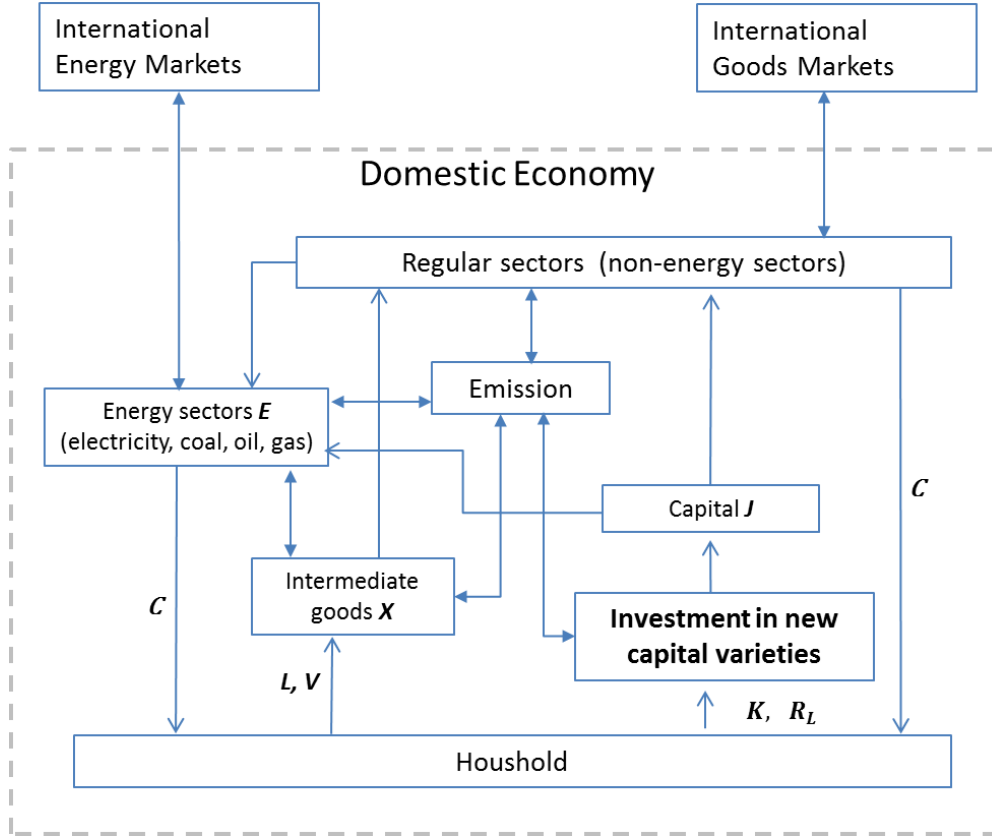 International
Energy Markets
International
Goods Markets
Domestic Economy
Regular sectors (non-energy sectors)
Emission
Energy sectors E
(electricity, coal, oil, gas)
C
Capital J
Intermediate
goods X
C
Investment in new
capital varieties
L, V
K, R_L
Houshold